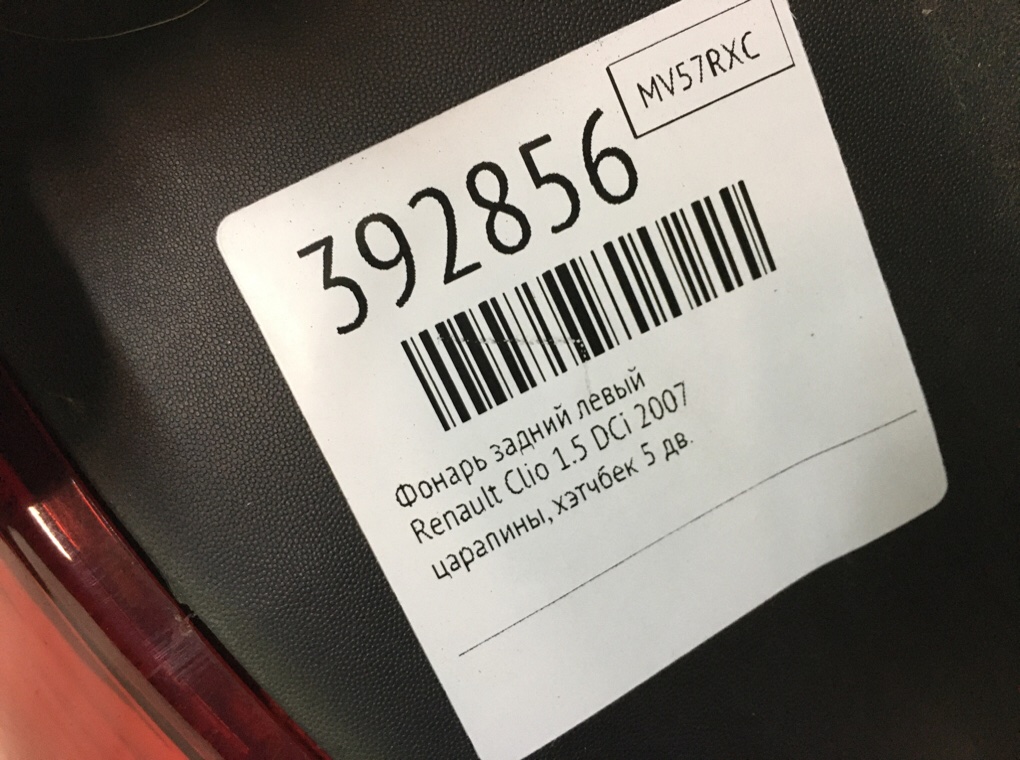 MV57RXC
392856
Фонарь задний левый
Renault Clio 1.5 DCi 2007
царапины, хэтчбек 5 дв.